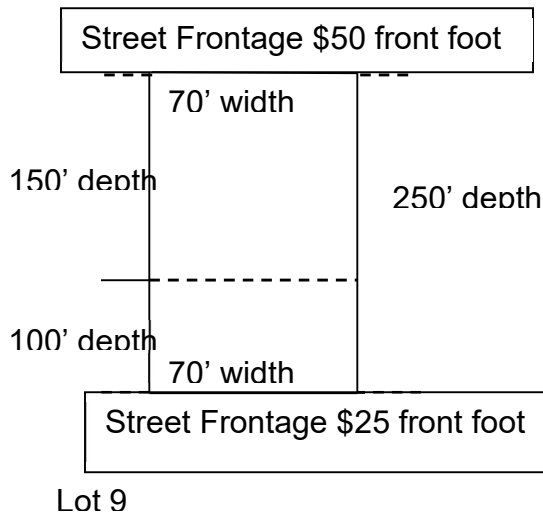 Street Frontage $50 front foot
70’ width
150’ depth
250’ depth
100’ depth
70’ width
Street Frontage $25 front foot
Lot 9